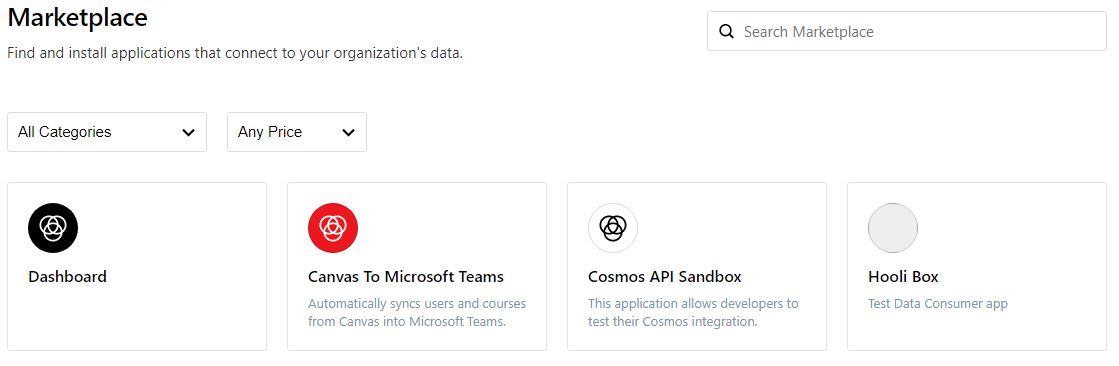 Marketplace
Search Marketplace
Find and install applications that connect to your organization's data.
All Categories
Any Price
Dashboard
Canvas To Microsoft Teams
Automatically syncs users and courses
from Canvas into Microsoft Teams.
Cosmos API Sandbox
This application allows developers to
test their Cosmos integration.
Hooli Box
Test Data Consumer app